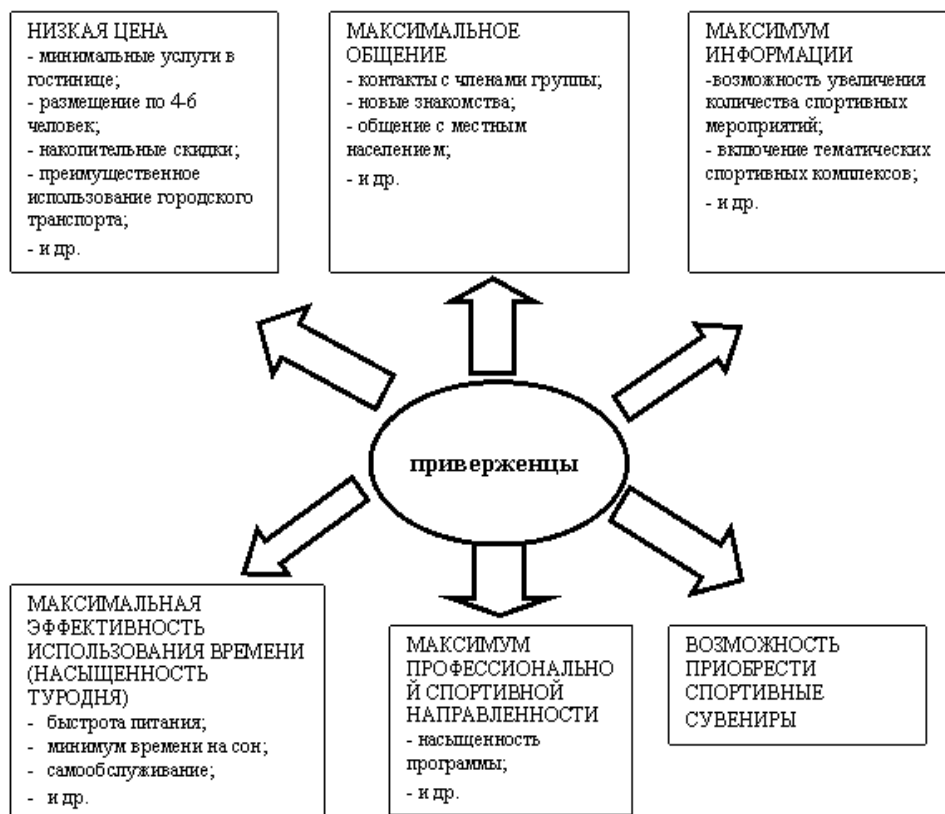 НИЗКАЯ ЦЕНА
- минимальные услуги в
гостинице;
- размещение по 4-6
человек;
- накопительные скидки;
- преимущественное
использование городского
транспорта;
- и др.
МАКСИМАЛЬНОЕ
ОБЩЕНИЕ
- контакты с членами группы;
- новые знакомства;
- общение с местным
населением;
- и др.
МАКСИМУМ
ИНФОРМАЦИИ
-возможность увеличения
количества спортивных
мероприятий;
- включение тематических
спортивных комплексов;
- и др.
приверженцы
МАКСИМАЛЬНАЯ
ЭФФЕКТИВНОСТЬ
ИСПОЛЬЗОВАНИЯ ВРЕМЕНИ
(НАСЫЩЕННОСТЬ
ТУРОДНЯ)
- быстрота питания;
- минимум времени на сон;
- самообслуживание;
- и др.
МАКСИМУМ
ПРОФЕССИОНАЛЬНО
Й СПОРТИВНОЙ
НАПРАВЛЕННОСТИ
- насыщенность
программы;
- и др.
ВОЗМОЖНОСТЬ
ПРИОБРЕСТИ
СПОРТИВНЫЕ
СУВЕНИРЫ